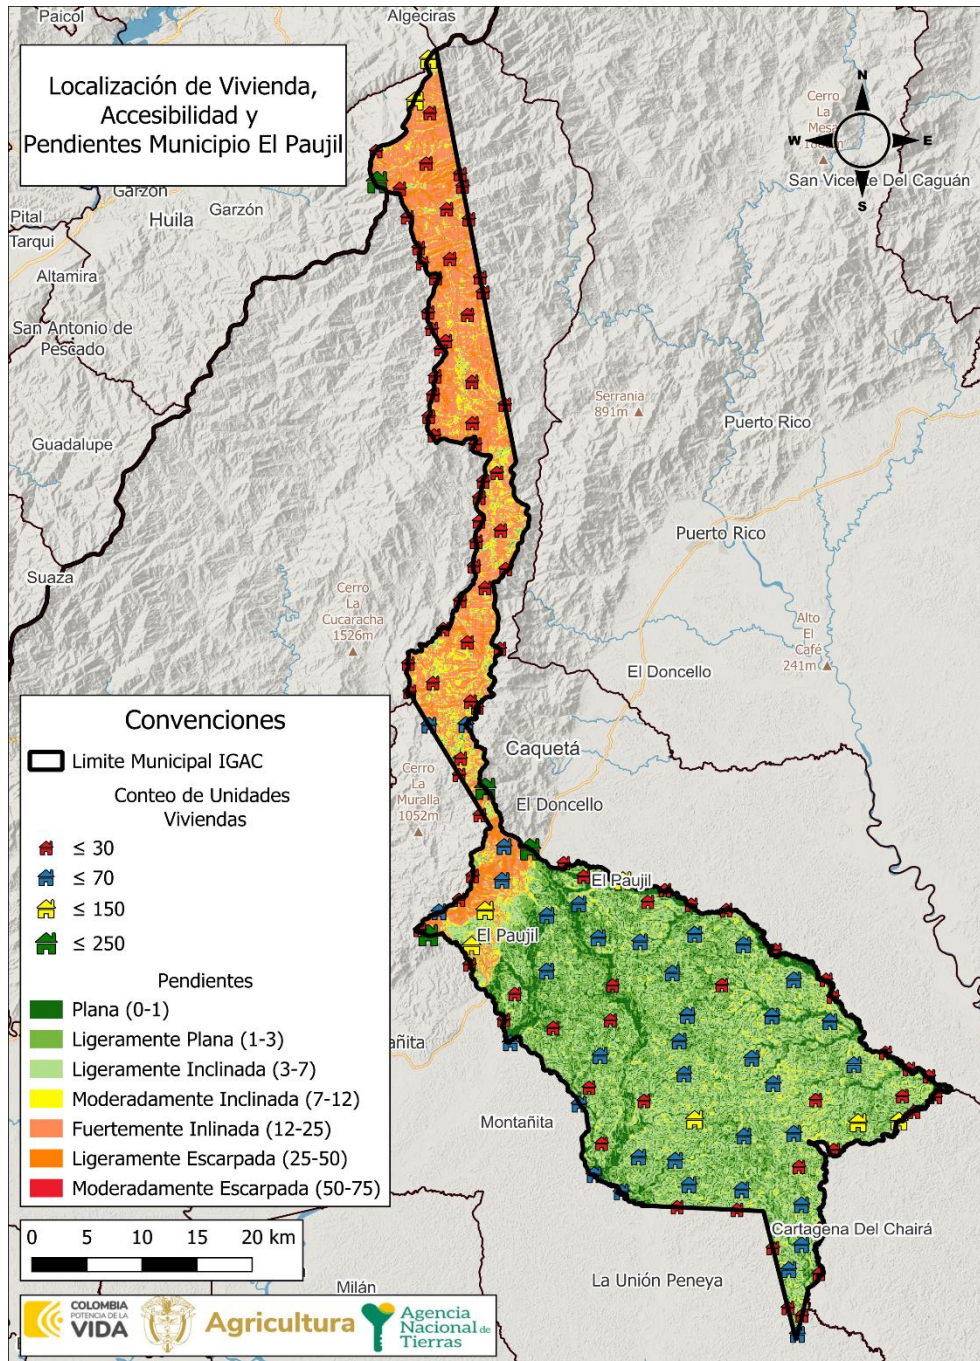 Paicol
Algeciras
Localización de Vivienda,
Accesibilidad y
Pendientes Municipio El Paujil
N
W
E
S
Cerro
La
Mesa
San Vicente Del Caguán
Garzón
Pital
Huila
Garzón
Tarqui
Altamira
San Antonio de
Pescado
Serrania
891m
Guadalupe
Puerto Rico
Puerto Rico
Suaza
Cerro
La
Cucaracha
1526m
Alto
El
Café
241m
El Doncello
Convenciones
Limite Municipal IGAC
Conteo de Unidades
Viviendas
≤ 30
≤ 70
≤ 150
≤ 250
Pendientes
Plana (0-1)
Ligeramente Plana (1-3)
Ligeramente Inclinada (3-7)
Moderadamente Inclinada (7-12)
Fuertemente Inlinada (12-25)
Ligeramente Escarpada (25-50)
Moderadamente Escarpada (50-75)
Caquetá
Cerro
La
Muralla
1052m
El Doncello
El Paujil
El Paujil
añita
Montañita
Cartagena Del Chairá
La Unión Peneya
0 5 10 15 20 km
Milán
COLOMBIA
POTENCIA DE LA
VIDA
Agricultura
Agencia
Nacional de
Tierras